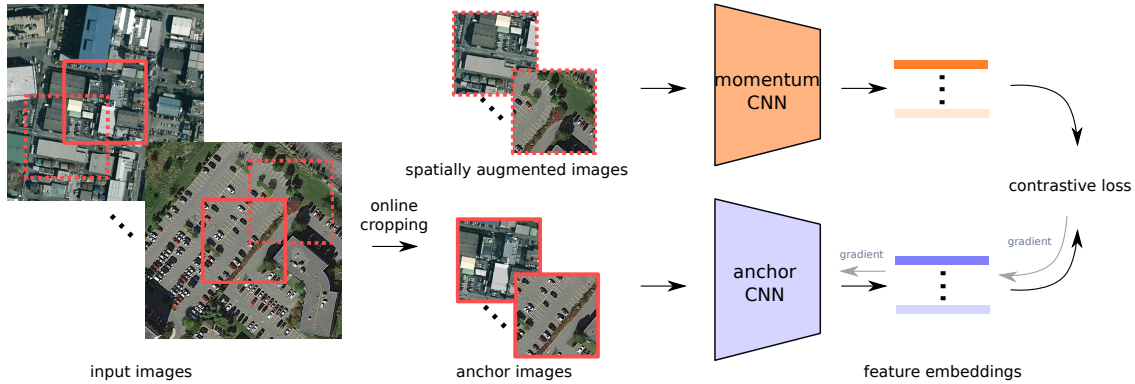 momentum
CNN
spatially augmented images
contrastive loss
online
cropping
gradient
gradient
anchor
CNN
input images
anchor images
feature embeddings